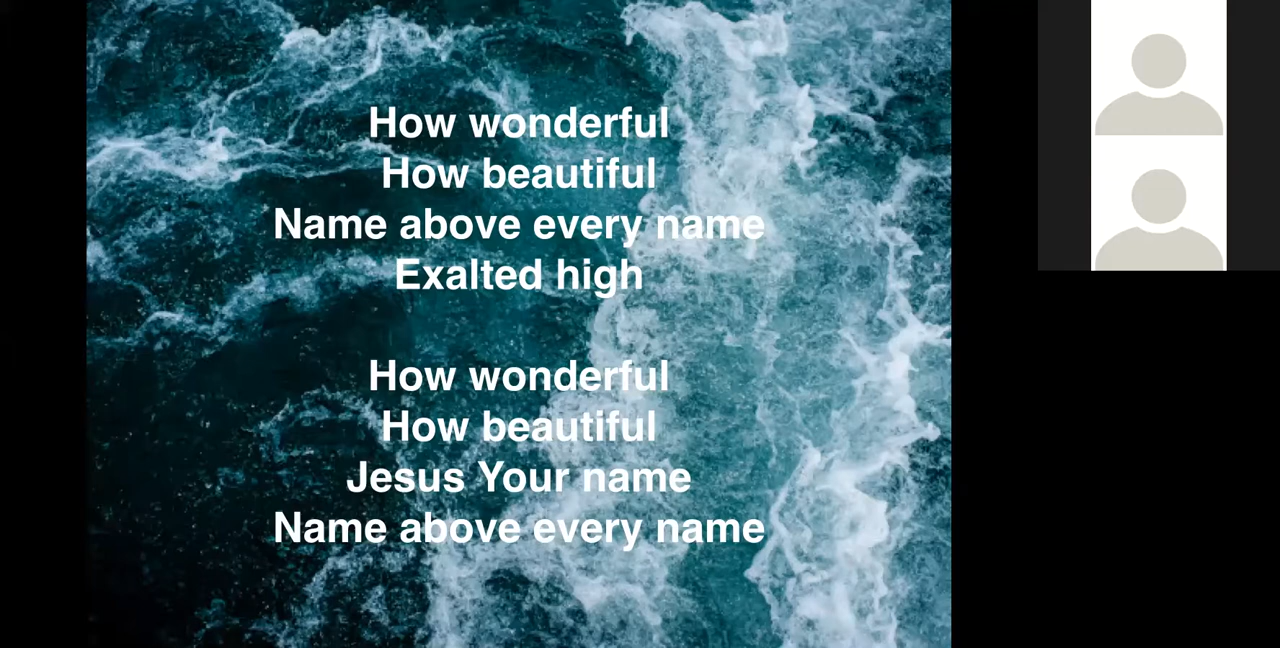 How wonderful
How beautiful
Name above every name
Exalted high
How wonderful
How beautiful
Jesus Your name
Name above every name